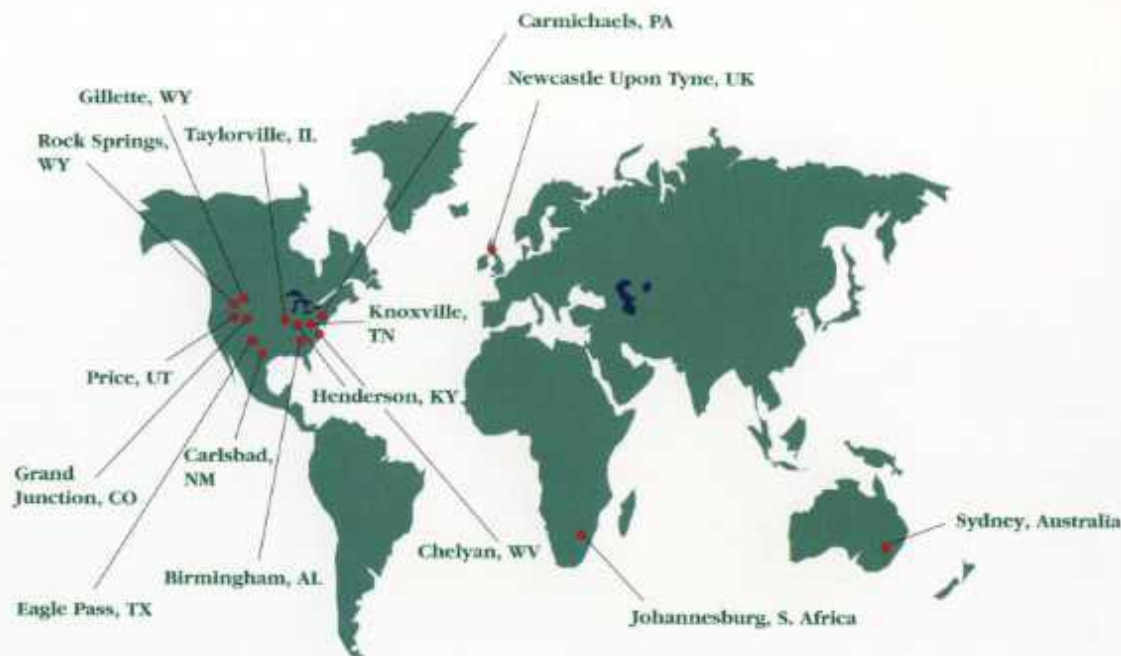 Carmichaels, PA
Newcastle Upon Tyne, UK
Gillette, WY
Rock Springs,
WY
Taylorville, IL
Knoxville,
TN
Price, UT
Henderson, KY
Grand
Junction, CO
Carlsbad,
NM
Chelyan, WV
Sydney, Australia
Birmingham, AL
Eagle Pass, TX
Johannesburg, S. Africa